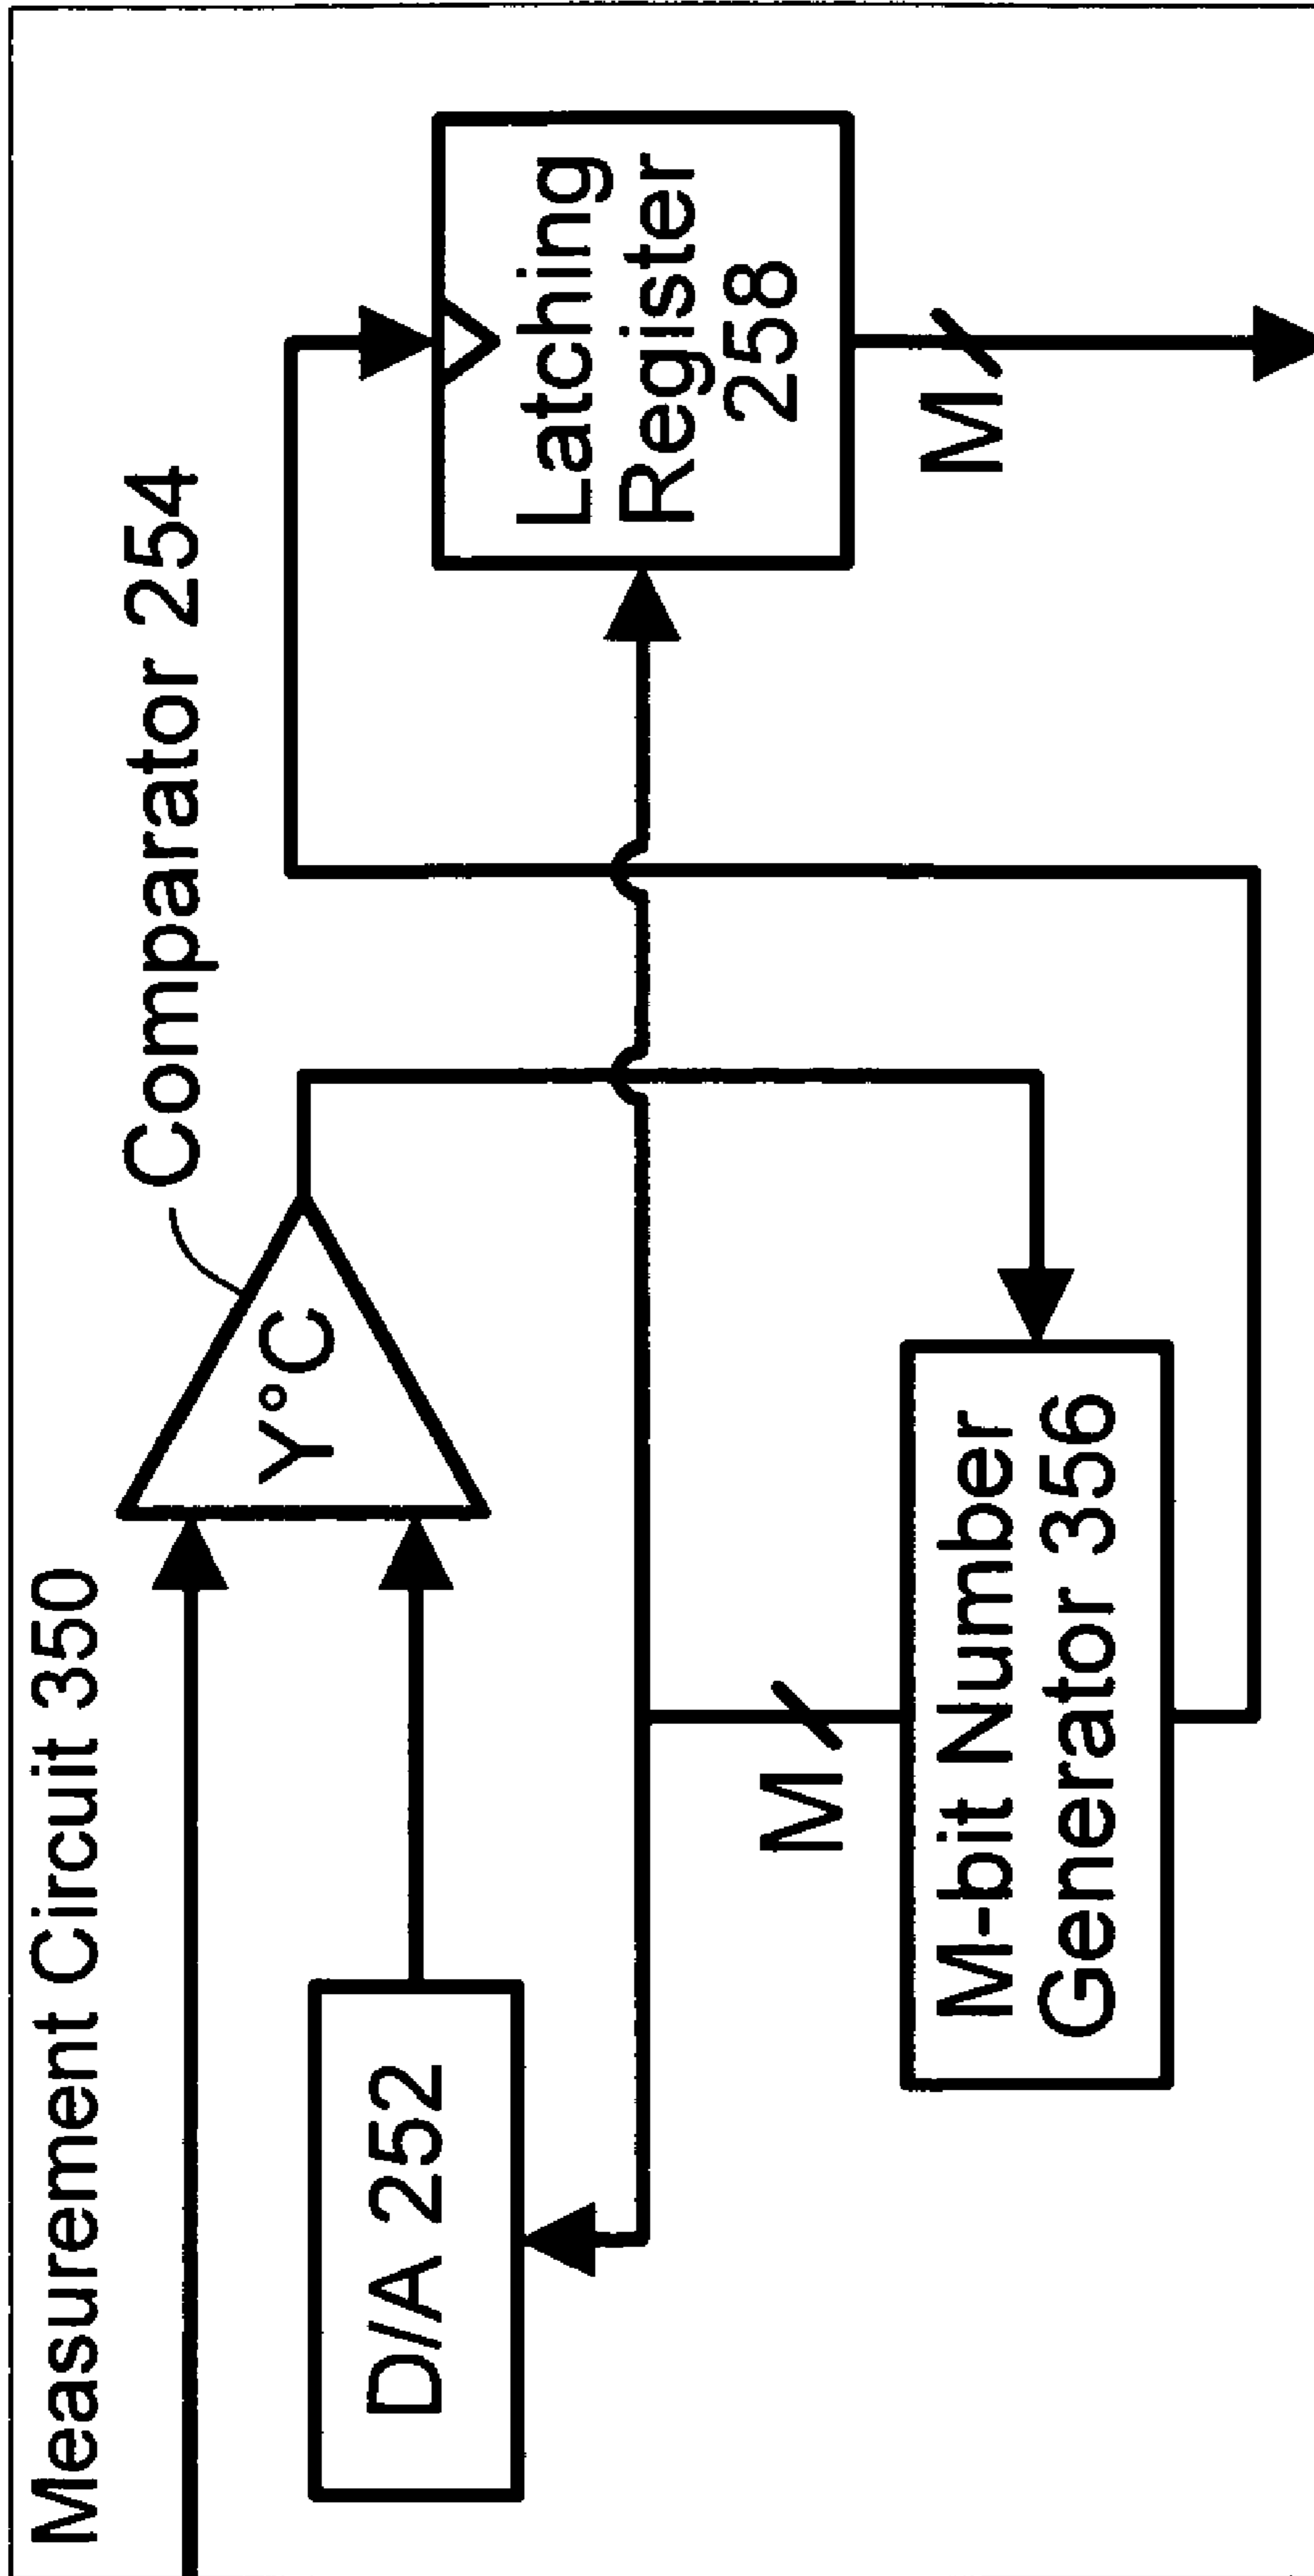 Measurement Circuit 350
Comparator 254
Y°C
D/A 252
Latching
Register
258
M
M-bit Number
Generator 356
M